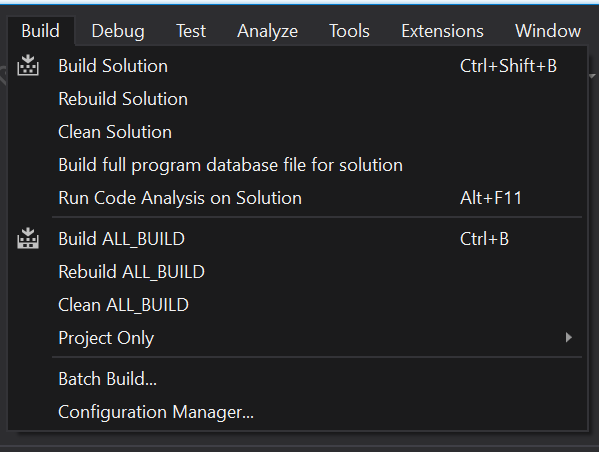 Build Debug Test Analyze Tools Extensions Window
Build Solution Ctrl+Shift+B
Rebuild Solution
Clean Solution
Build full program database file for solution
Run Code Analysis on Solution Alt+F11
Build ALL_BUILD Ctrl+B
Rebuild ALL_BUILD
Clean ALL_BUILD
Project Only
Batch Build...
Configuration Manager...